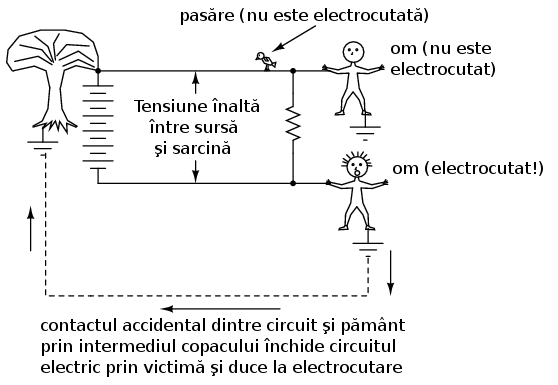 pasăre (nu este electrocutată)
om (nu este
electrocutat)
Tensiune înaltă
între sursă
şi sarcină
om (electrocutat!)
contactul accidental dintre circuit şi pământ
prin intermediul copacului închide circuitul
electric prin victimă şi duce la electrocutare